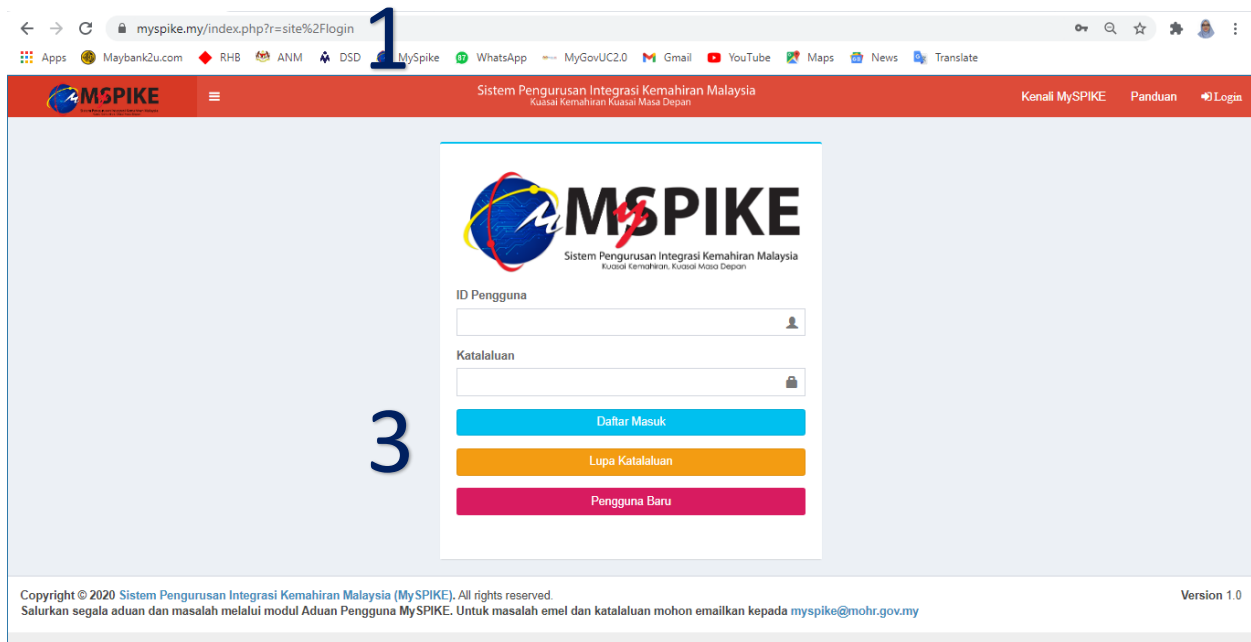 1
myspike.my/index.php?r=site%2Flogin
Apps Maybank2u.com RHB ANM DSD MySpike WhatsApp MyGovUC2.0 Gmail YouTube Maps News Translate
MySPIKE
Sistem Pengurusan Integrasi Kemahiran Malaysia
Kuasai Kemahiran Kuasai Masa Depan
Kenali MySPIKE Panduan Login
MySPIKE
Sistem Pengurusan Integrasi Kemahiran Malaysia
Kuasai Kemahiran, Kuasai Masa Depan
ID Pengguna
Katalaluan
3
Daftar Masuk
Lupa Katalaluan
Pengguna Baru
Copyright © 2020 Sistem Pengurusan Integrasi Kemahiran Malaysia (MySPIKE). All rights reserved. Version 1.0
Salurkan segala aduan dan masalah melalui modul Aduan Pengguna MySPIKE. Untuk masalah emel dan katalaluan mohon emailkan kepada myspike@mohr.gov.my